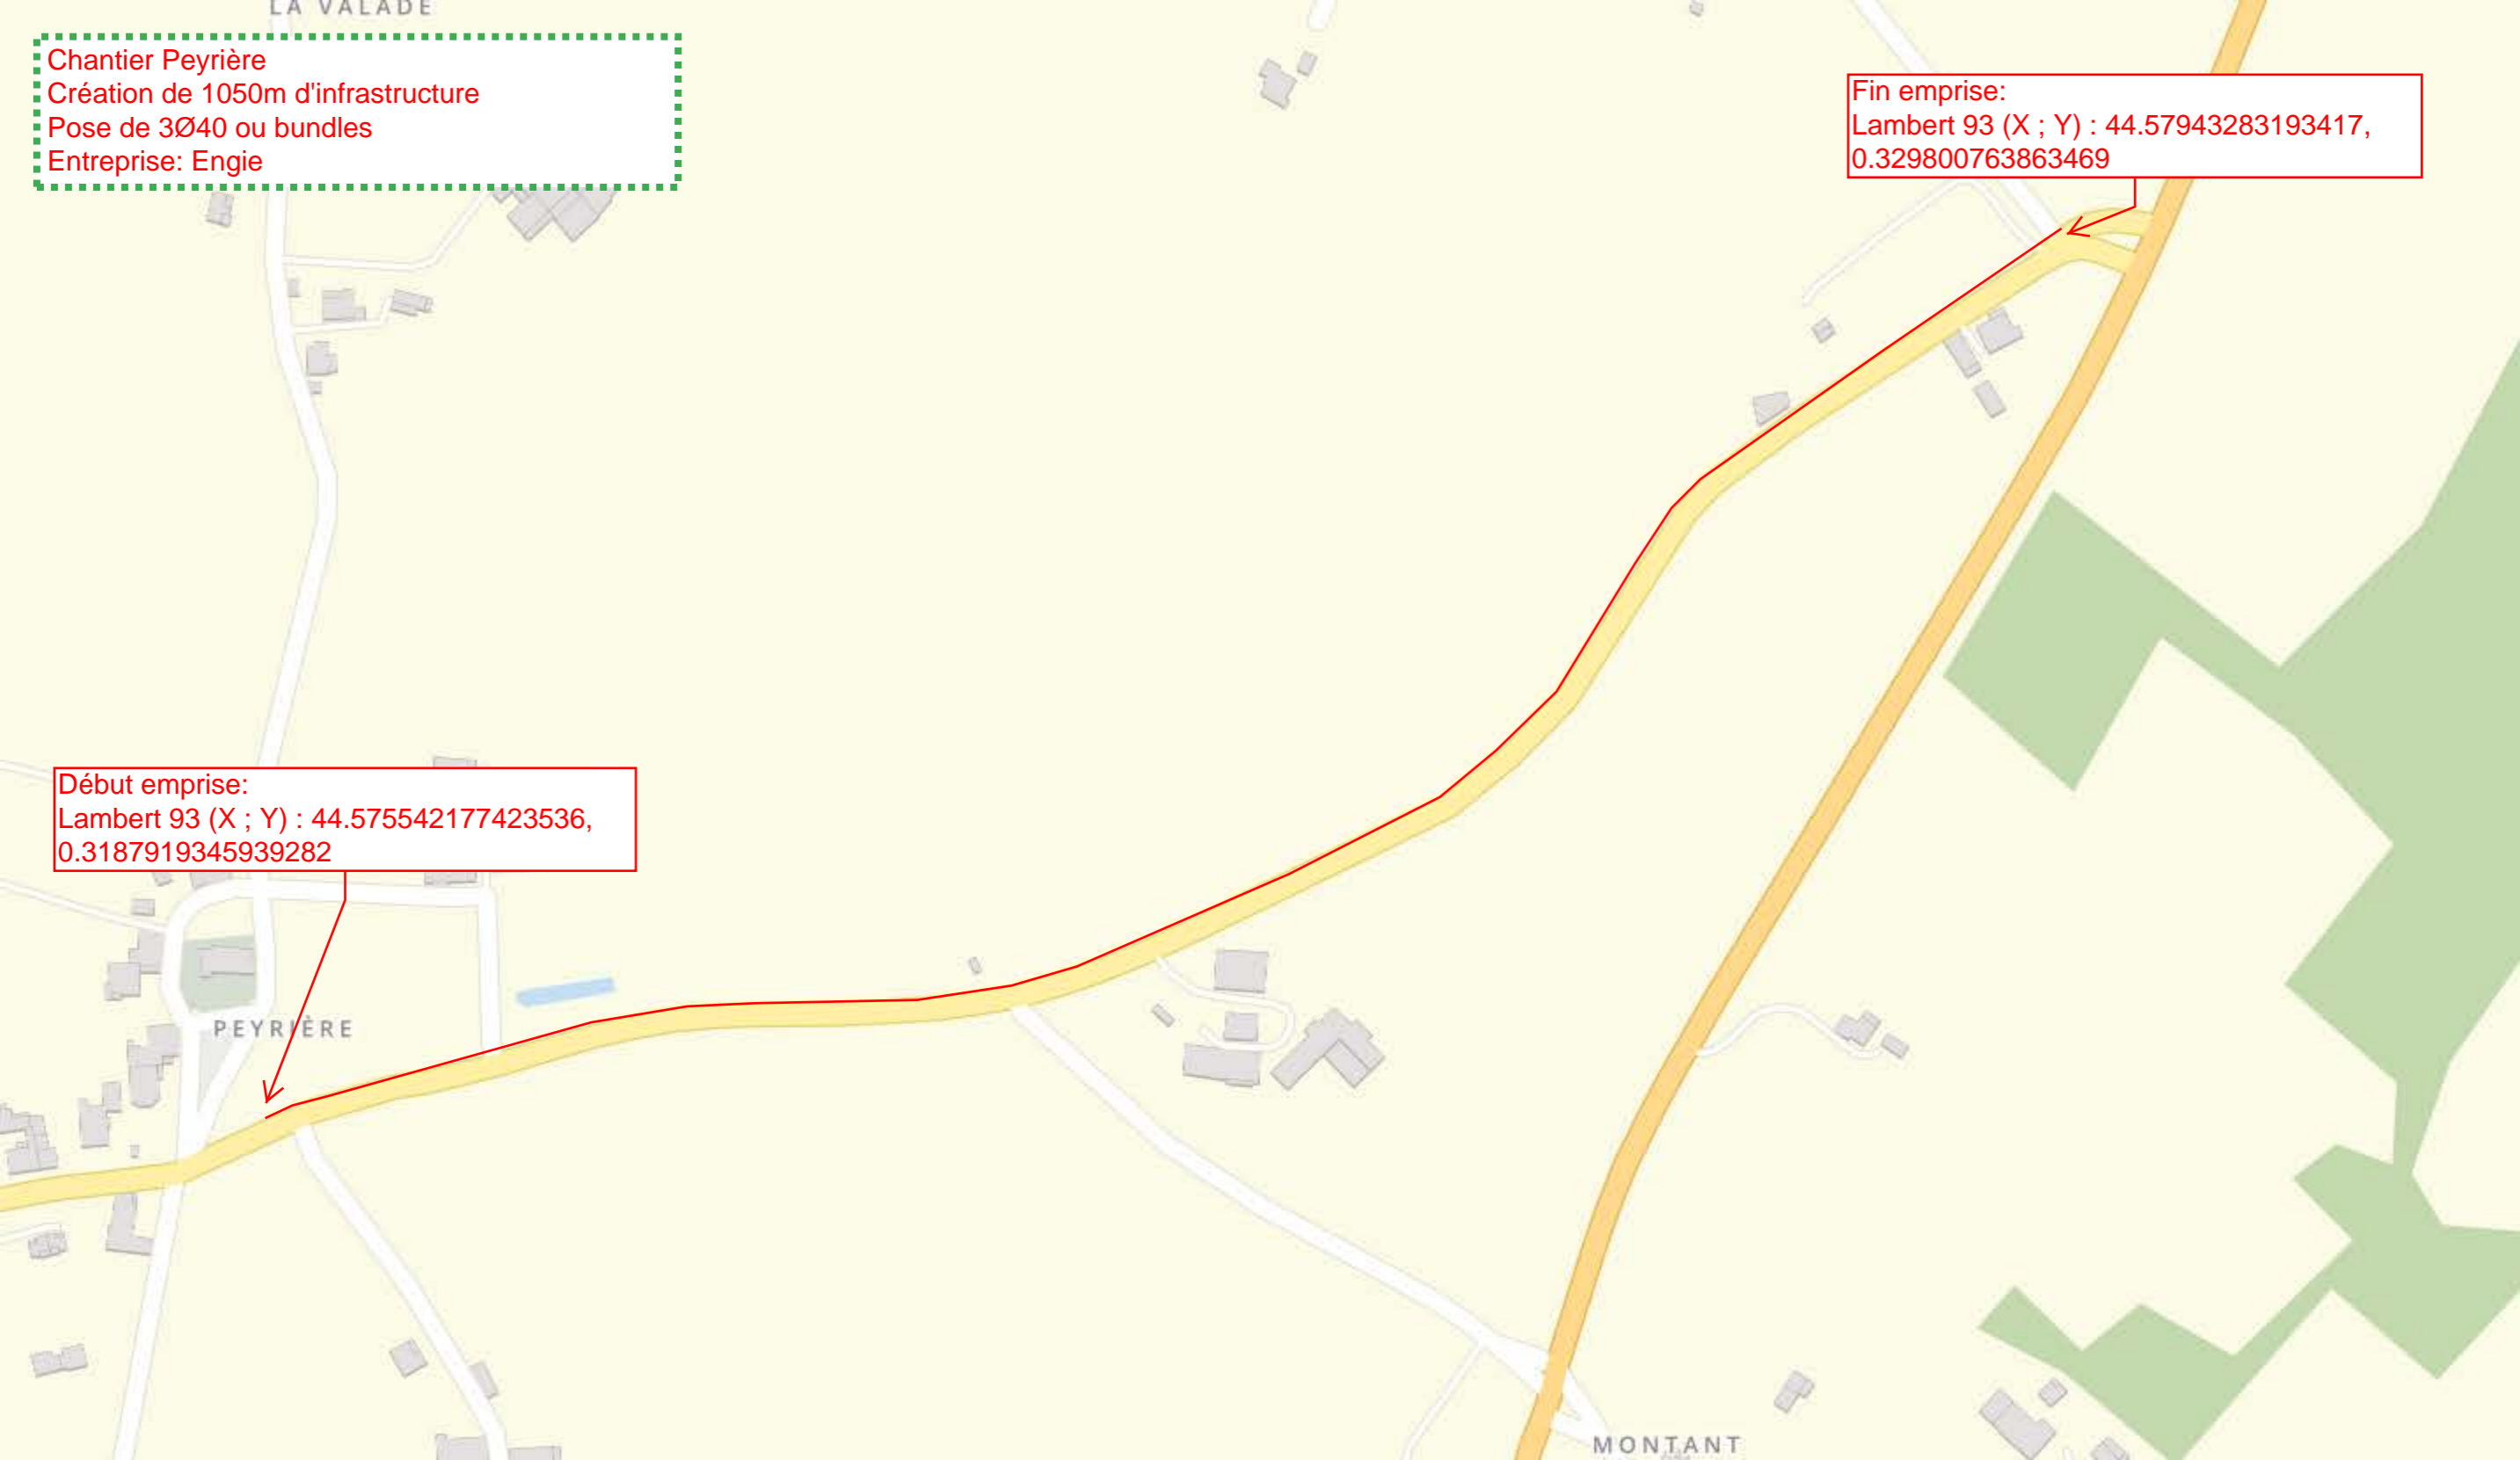 LA VALADE
Chantier Peyrière
Création de 1050m d'infrastructure
Pose de 3Ø40 ou bundles
Entreprise: Engie
Fin emprise:
Lambert 93 (X ; Y) : 44.57943283193417,
0.329800763863469
Début emprise:
Lambert 93 (X ; Y) : 44.575542177423536,
0.3187919345939282
PEYRIÈRE
MONTANT